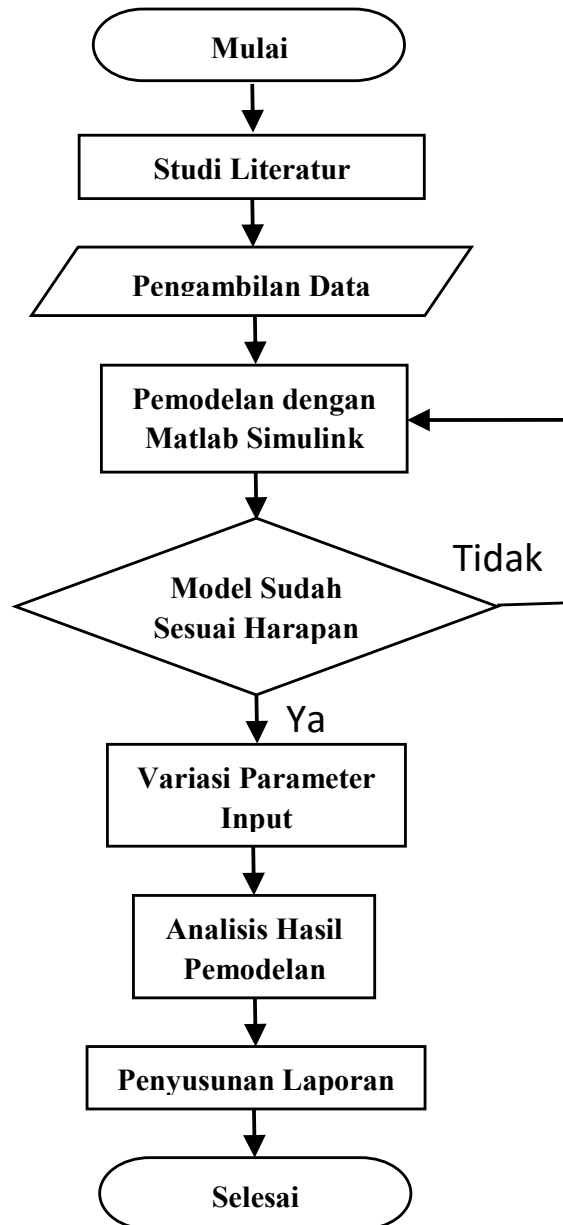 Mulai
Studi Literatur
Pengambilan Data
Pemodelan dengan
Matlab Simulink
Model Sudah
Sesuai Harapan
Tidak
Ya
Variasi Parameter
Input
Analisis Hasil
Pemodelan
Penyusunan Laporan
Selesai